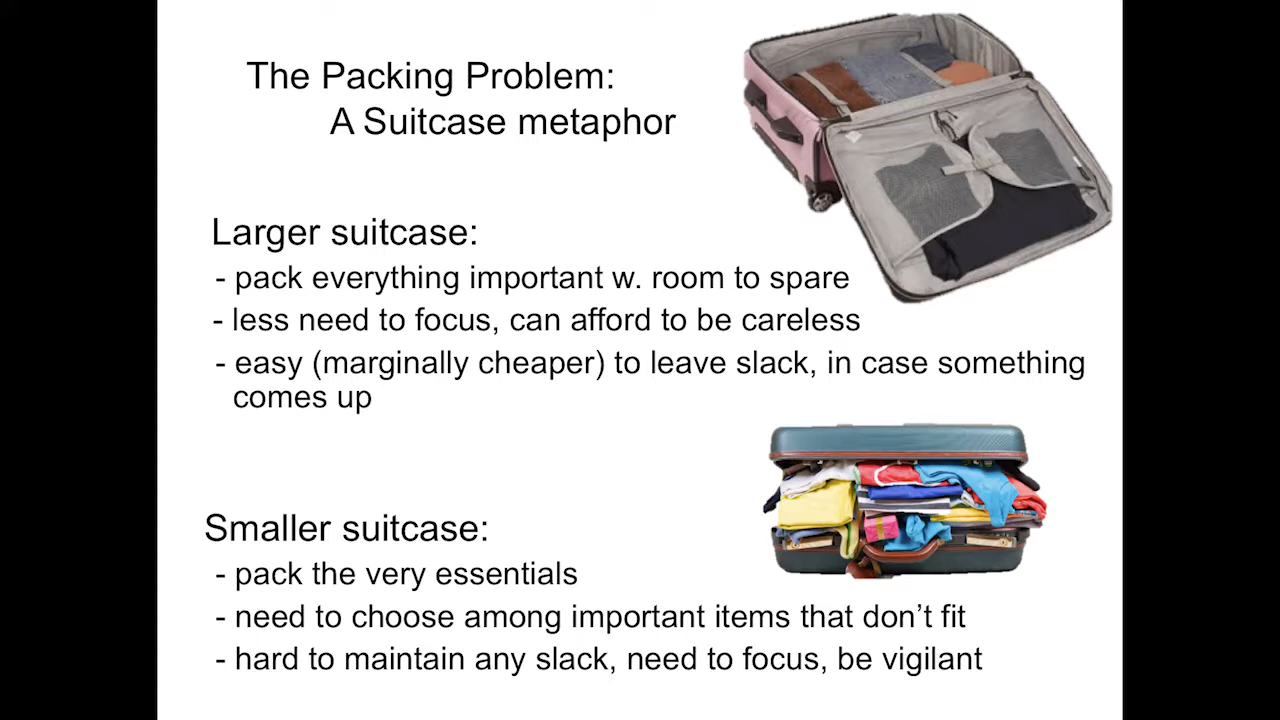 The Packing Problem:
A Suitcase metaphor
Larger suitcase:
- pack everything important w. room to spare
- less need to focus, can afford to be careless
- easy (marginally cheaper) to leave slack, in case something
comes up
Smaller suitcase:
- pack the very essentials
- need to choose among important items that don’t fit
- hard to maintain any slack, need to focus, be vigilant